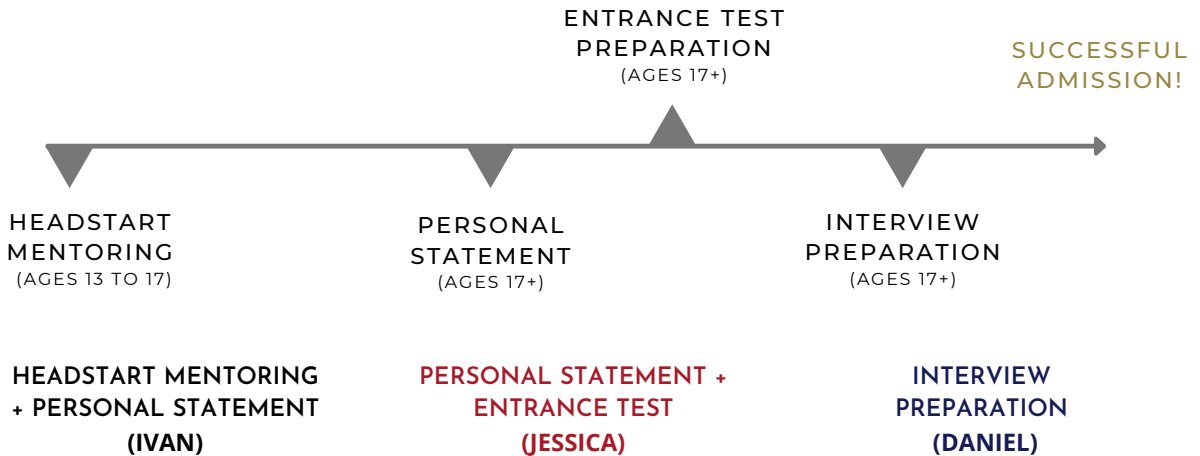 ENTRANCE TEST
PREPARATION
(AGES 17+)
SUCCESSFUL
ADMISSION!
HEADSTART
MENTORING
(AGES 13 TO 17)
PERSONAL
STATEMENT
(AGES 17+)
INTERVIEW
PREPARATION
(AGES 17+)
HEADSTART MENTORING
+ PERSONAL STATEMENT
(IVAN)
PERSONAL STATEMENT +
ENTRANCE TEST
(JESSICA)
INTERVIEW
PREPARATION
(DANIEL)